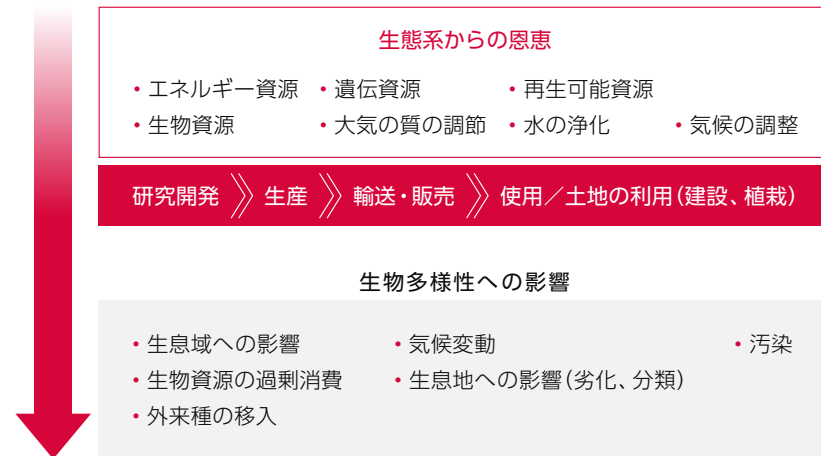 生態系からの恩恵
・エネルギー資源 ・遺伝資源 ・再生可能資源
・生物資源 ・大気の質の調節 ・水の浄化 ・気候の調整
研究開発 生産 輸送・販売 使用／土地の利用（建設、植栽）
生物多様性への影響
・生息域への影響 ・気候変動 ・汚染
・生物資源の過剰消費 ・生息地への影響（劣化、分類）
・外来種の移入